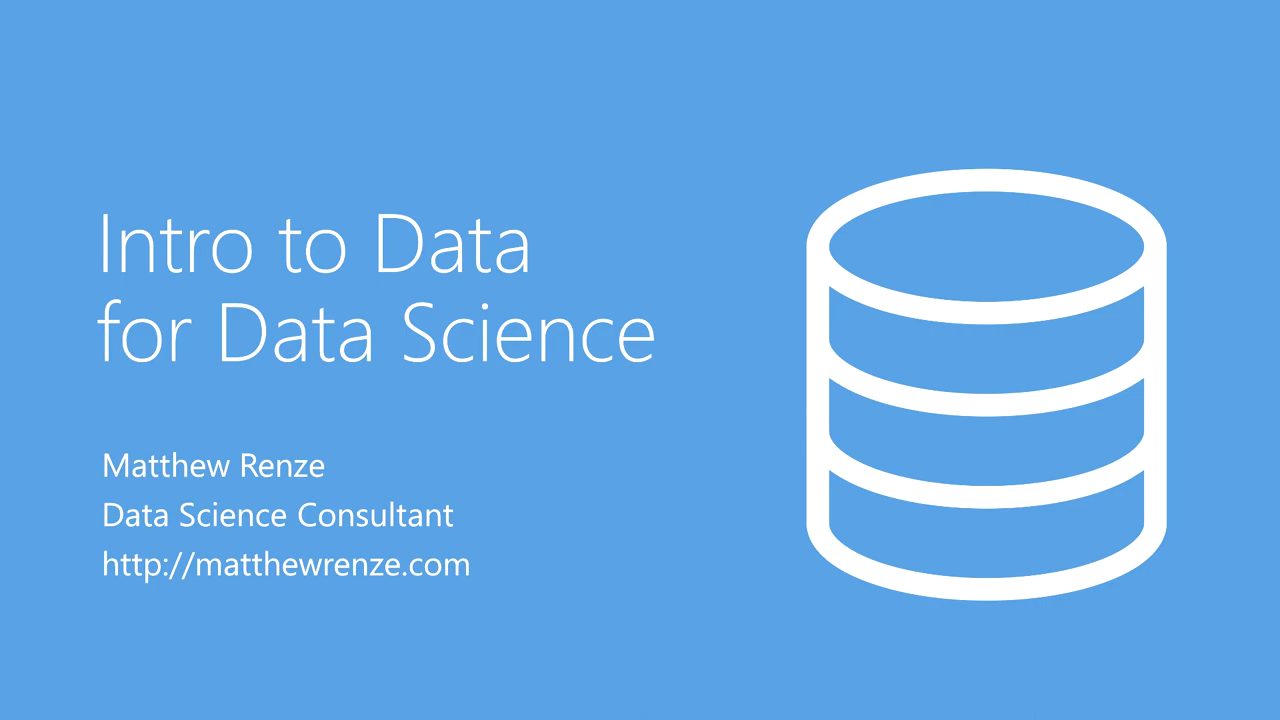 Intro to Data
for Data Science
Matthew Renze
Data Science Consultant
http://matthewrenze.com